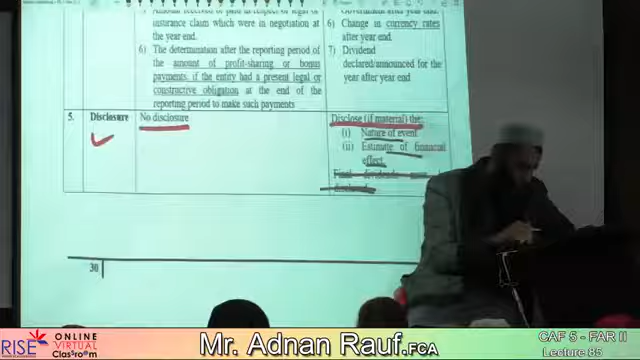 insurance claim which were in negotiation at
the year end.
6) The determination after the reporting period of
the amount of profit-sharing or bonus
payments, if the entity had a present legal or
constructive obligation at the end of the
reporting period to make such payments
6) Change in currency rates
after year end.
7) Dividend
declared/announced for the
year after year end
5. Disclosure
No disclosure
Disclose (if material) the:
(i) Nature of event
(ii) Estimate of financial
effect.
Final dividends
30
RISE
ONLINE
VIRTUAL
Classroom
Mr. Adnan Rauf.FCA
CAF 5 - FAR II
Lecture 85